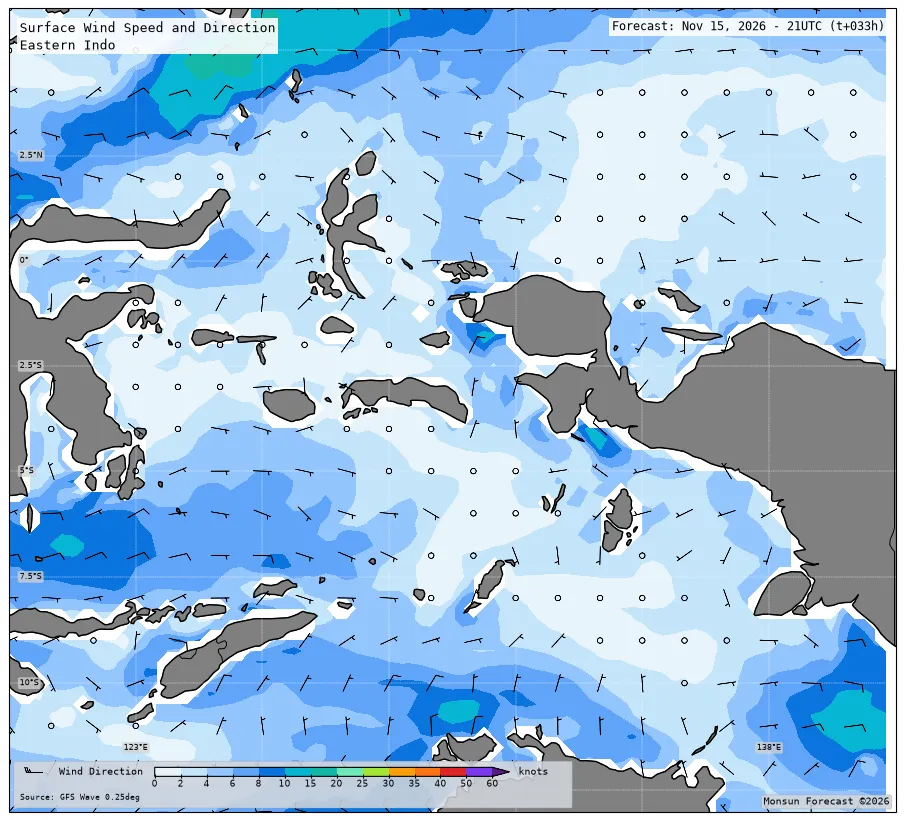 Surface Wind Speed and Direction
Eastern Indo
Forecast: Nov 15, 2026 - 21UTC (t+033h)
2.5°N
0°
2.5°S
5°S
7.5°S
10°S
123°E
138°E
Wind Direction
knots
0 2 4 6 8 10 15 20 25 30 35 40 50 60
Source: GFS Wave 0.25deg
Monsun Forecast ©2026